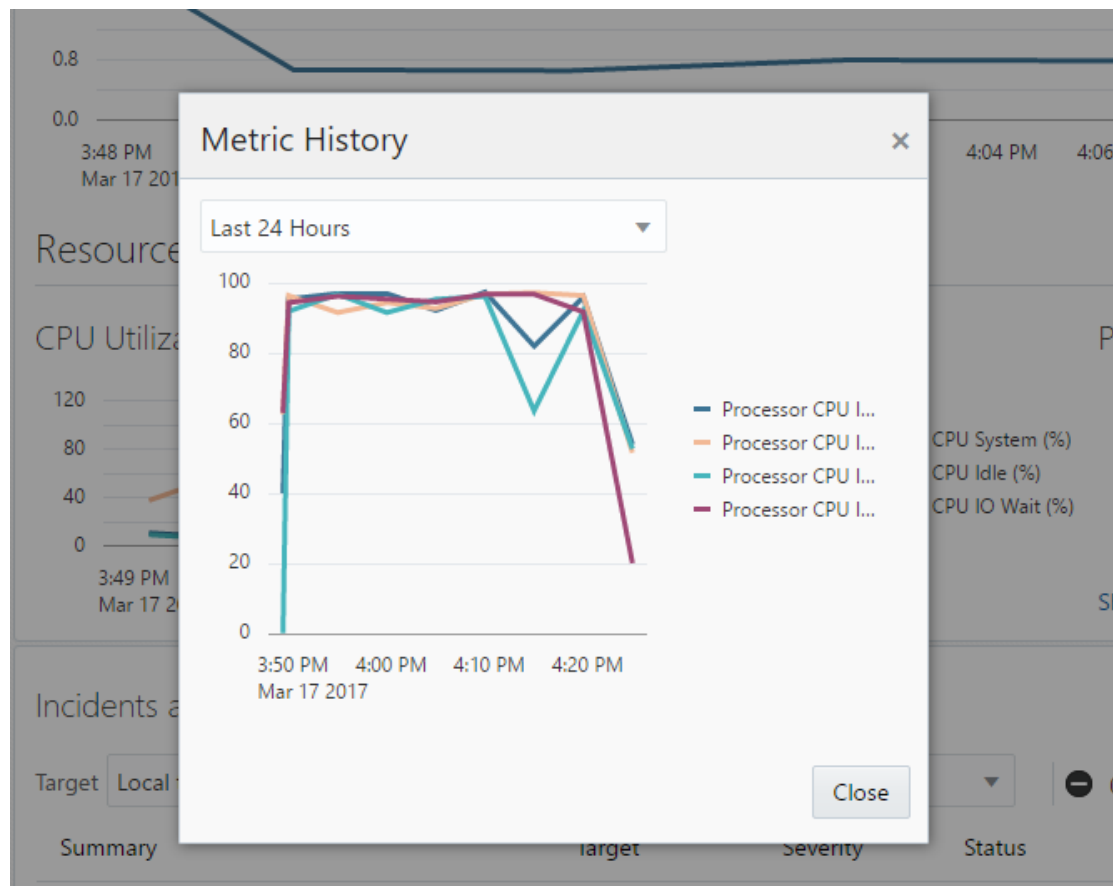 0.8
0.0
3:48 PM
Mar 17 201
4:04 PM
4:06
Metric History
×
Last 24 Hours
Resource
CPU Utiliza
P
120
80
40
0
3:49 PM
Mar 17 2
100
80
60
40
20
0
3:50 PM 4:00 PM 4:10 PM 4:20 PM
Mar 17 2017
Processor CPU I...
Processor CPU I...
Processor CPU I...
Processor CPU I...
CPU System (%)
CPU Idle (%)
CPU IO Wait (%)
Incidents a
Target Local
Close
Summary Target Severity Status